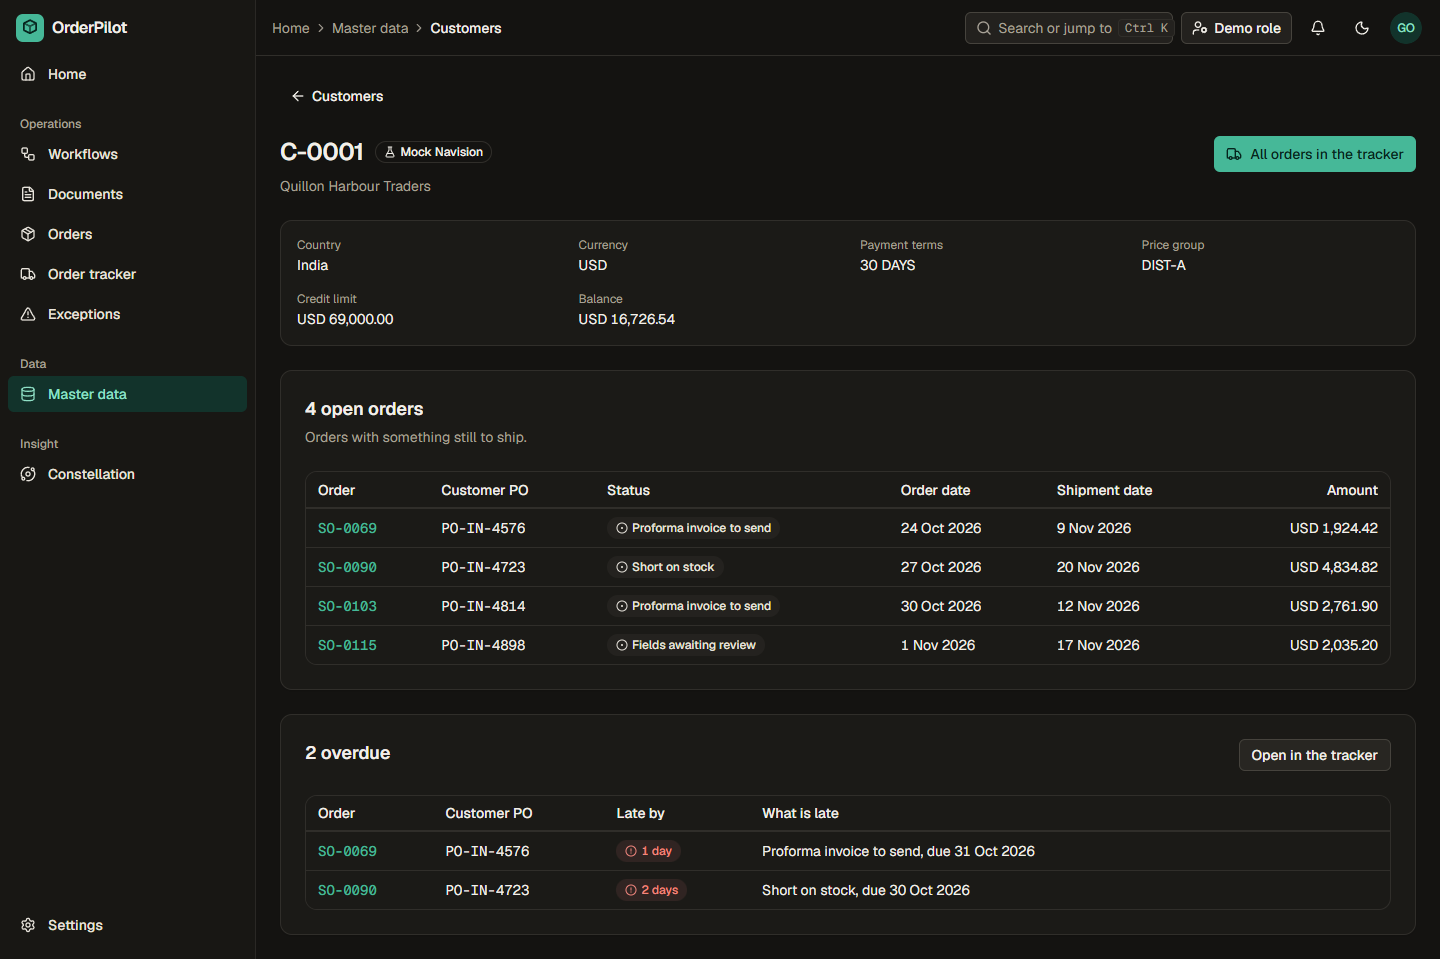 OrderPilot
Home > Master data > Customers
Search or jump to Ctrl K
Demo role
GO
Home
Operations
Workflows
Documents
Orders
Order tracker
Exceptions
Data
Master data
Insight
Constellation
Settings
Customers
C-0001 Mock Navision
All orders in the tracker
Quillon Harbour Traders
Country Currency Payment terms Price group
India USD 30 DAYS DIST-A
Credit limit Balance
USD 69,000.00 USD 16,726.54
4 open orders
Orders with something still to ship.
Order Customer PO Status Order date Shipment date Amount
SO-0069 PO-IN-4576 Proforma invoice to send 24 Oct 2026 9 Nov 2026 USD 1,924.42
SO-0090 PO-IN-4723 Short on stock 27 Oct 2026 20 Nov 2026 USD 4,834.82
SO-0103 PO-IN-4814 Proforma invoice to send 30 Oct 2026 12 Nov 2026 USD 2,761.90
SO-0115 PO-IN-4898 Fields awaiting review 1 Nov 2026 17 Nov 2026 USD 2,035.20
2 overdue
Open in the tracker
Order Customer PO Late by What is late
SO-0069 PO-IN-4576 1 day Proforma invoice to send, due 31 Oct 2026
SO-0090 PO-IN-4723 2 days Short on stock, due 30 Oct 2026